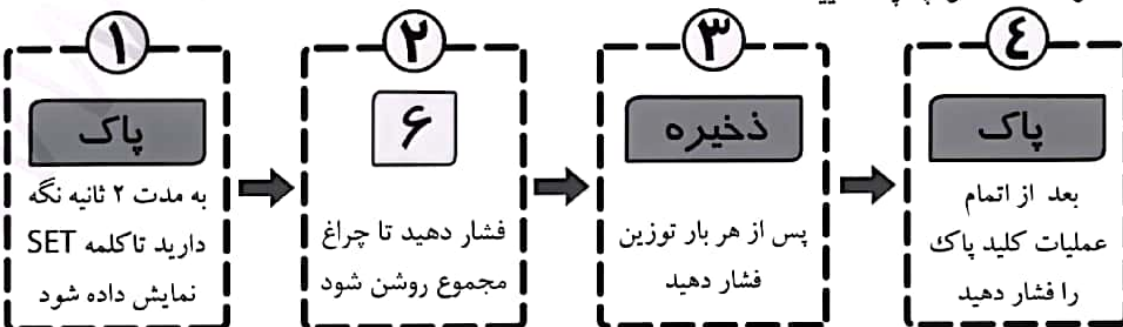 ۱
پاک
به مدت ۲ ثانیه نگه
دارید تاکلمه SET
نمایش داده شود
۲
۶
فشار دهید تا چراغ
مجموع روشن شود
۳
ذخیره
پس از هر بار توزین
فشار دهید
٤
پاک
بعد از اتمام
عملیات کلید پاک
را فشار دهید